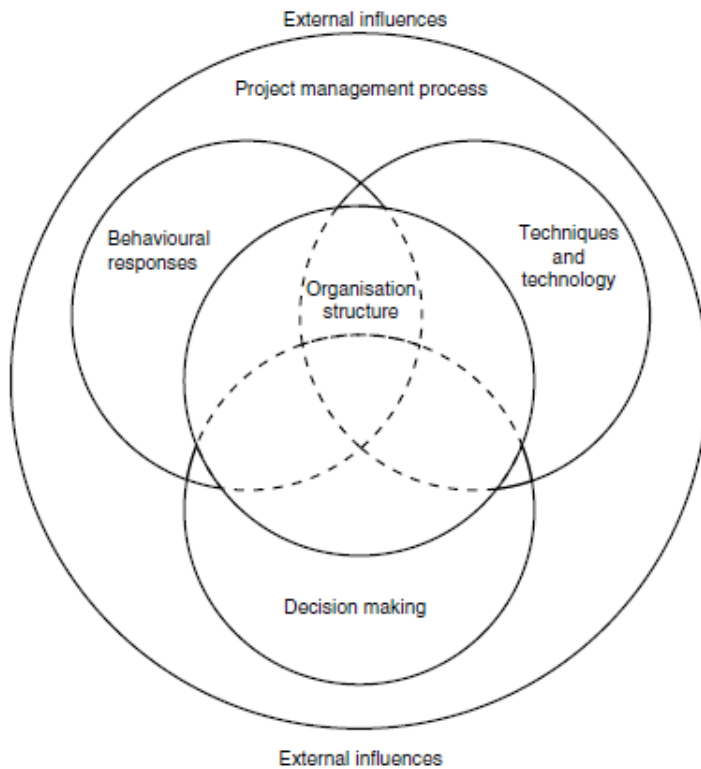 External influences
Project management process
Behavioural
responses
Techniques
and
technology
Organisation
structure
Decision making
External influences